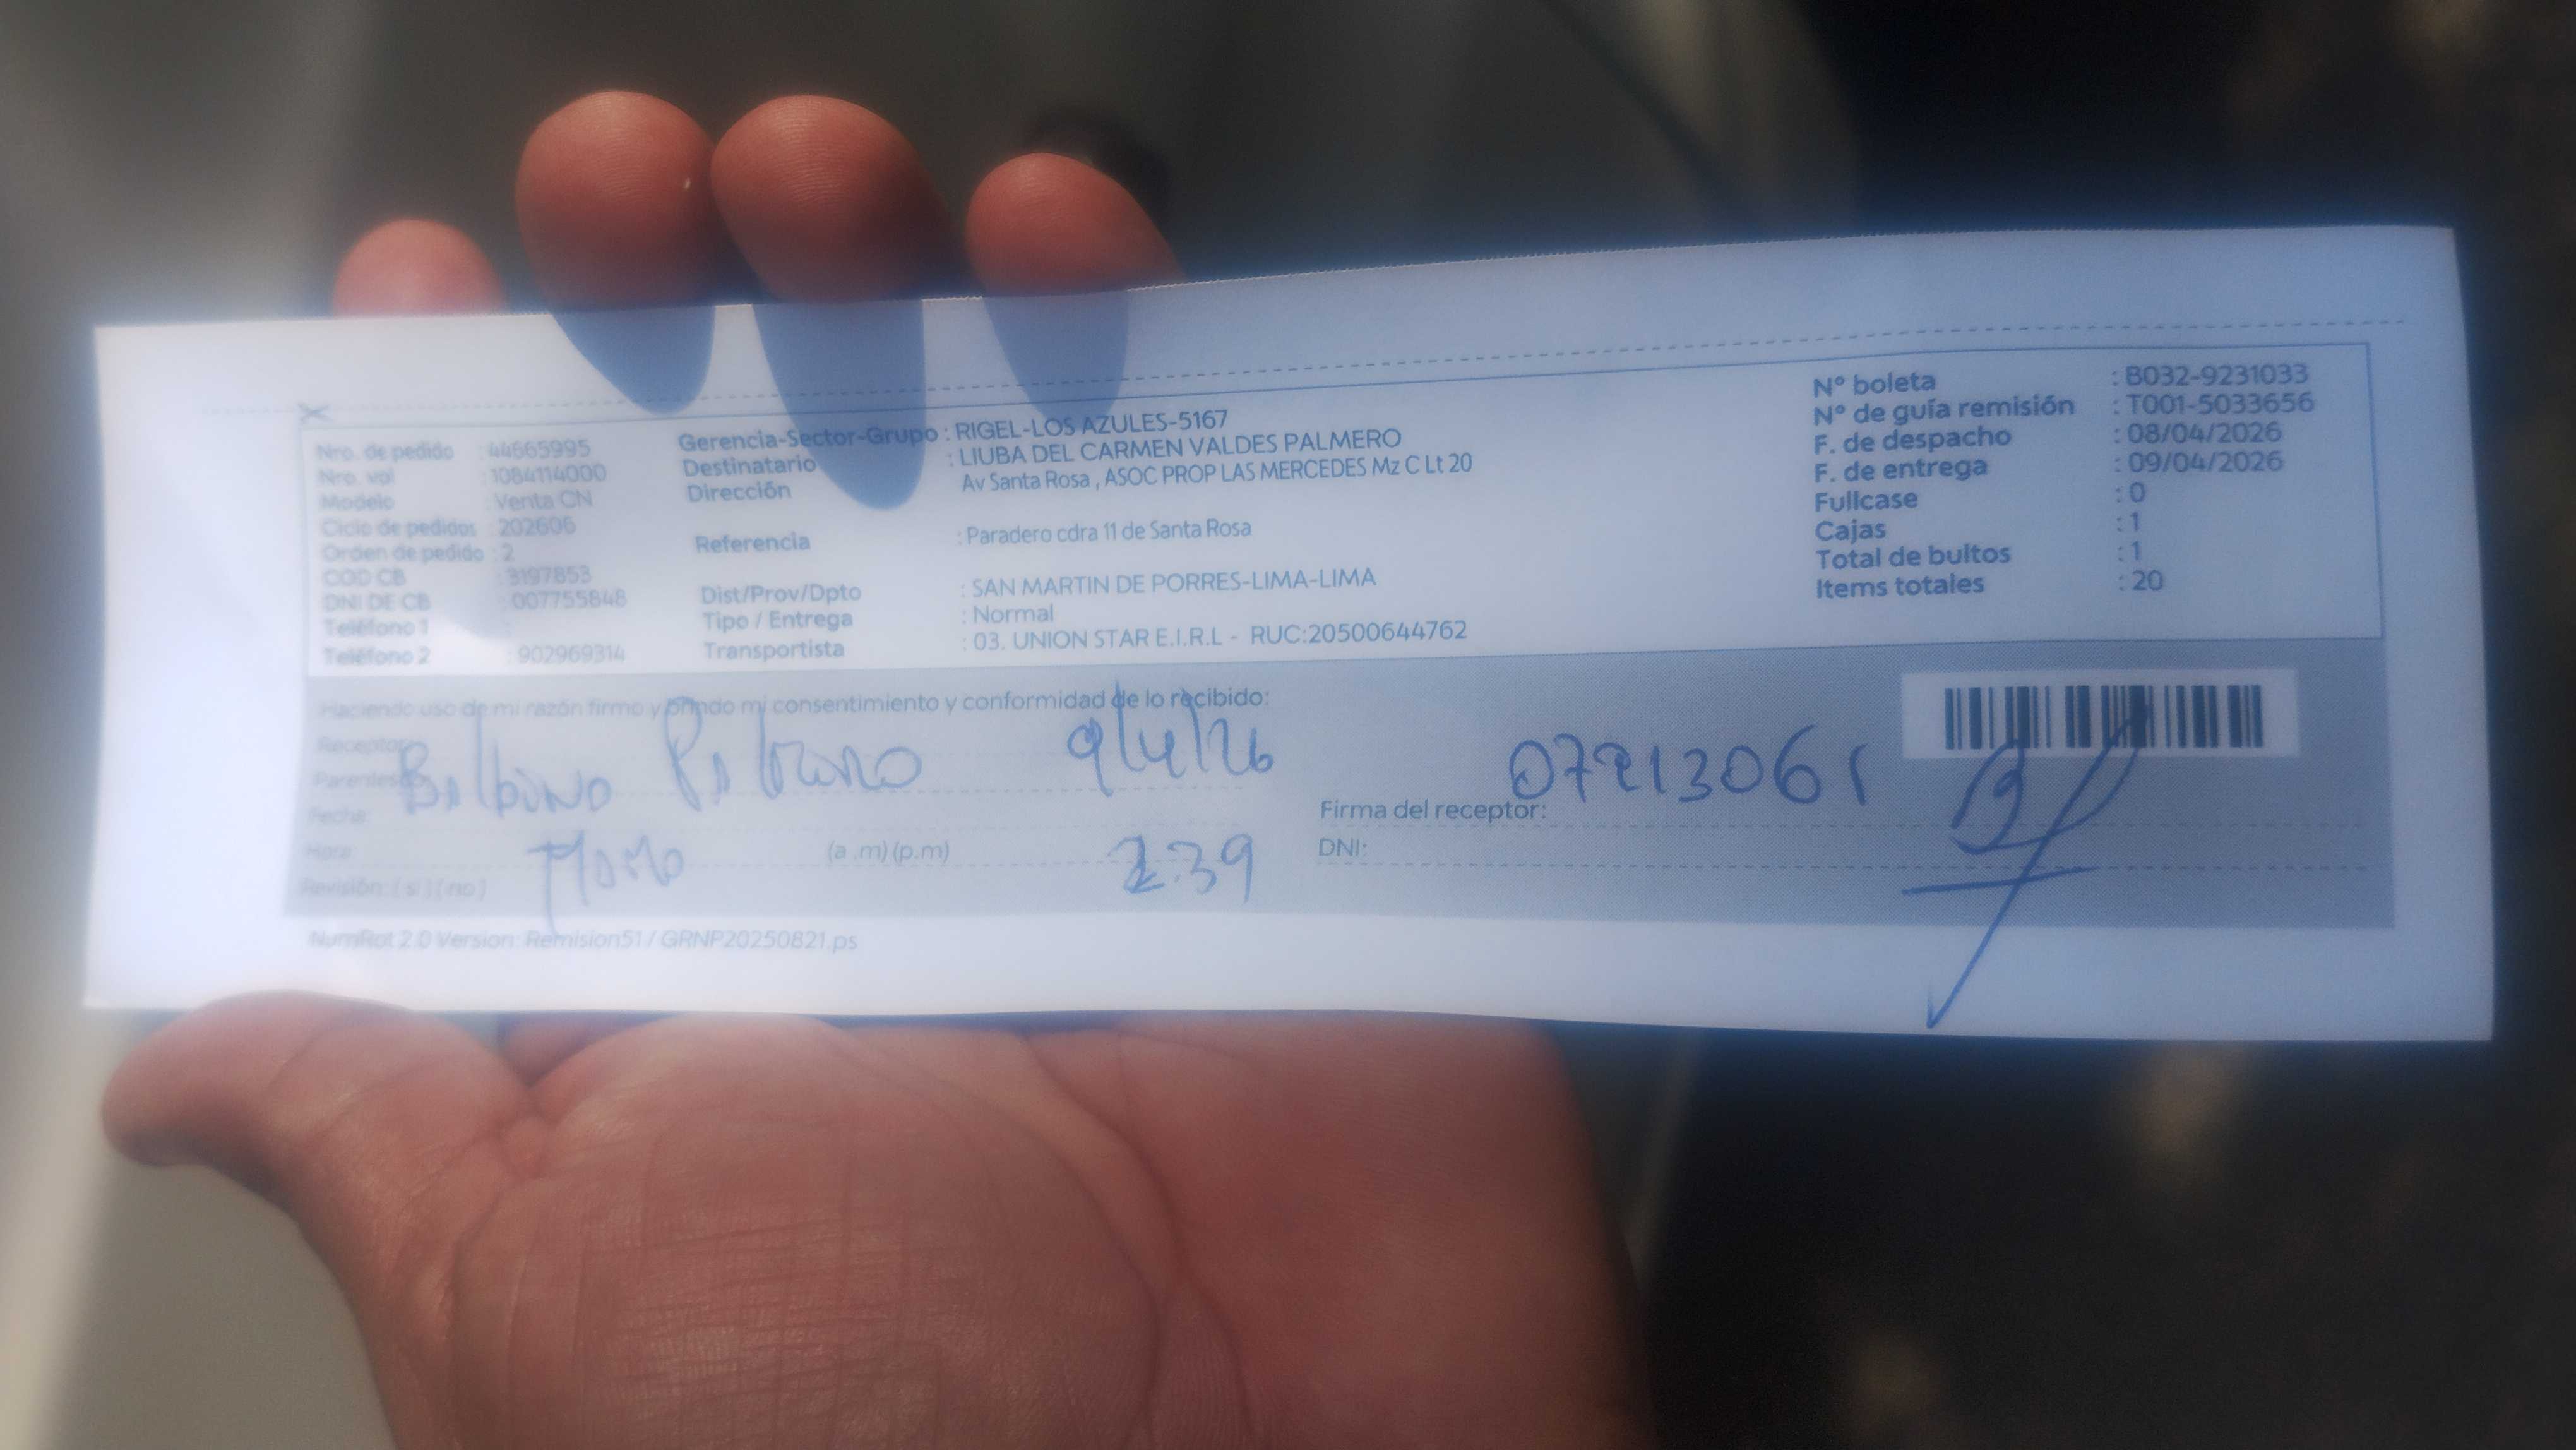 Nro. de pedido : 44665995
Nro. vol : 1084114000
Modelo : Venta CN
Ciclo de pedidos : 202606
Orden de pedido : 2
COD CB : 3197853
DNI DE CB : 007755848
Teléfono 1 :
Teléfono 2 : 902969314
Gerencia-Sector-Grupo : RIGEL-LOS AZULES-5167
Destinatario : LIUBA DEL CARMEN VALDES PALMERO
Dirección Av Santa Rosa , ASOC PROP LAS MERCEDES Mz C Lt 20
Referencia : Paradero cdra 11 de Santa Rosa
Dist/Prov/Dpto : SAN MARTIN DE PORRES-LIMA-LIMA
Tipo / Entrega : Normal
Transportista : 03. UNION STAR E.I.R.L - RUC:20500644762
N° boleta : B032-9231033
N° de guía remisión : T001-5033656
F. de despacho : 08/04/2026
F. de entrega : 09/04/2026
Fullcase : 0
Cajas : 1
Total de bultos : 1
Items totales : 20
Haciendo uso de mi razón firmo y brindo mi consentimiento y conformidad de lo recibido:
Receptor:
Parentesco
Balbino 9/4/26
Fecha:
Hora: (a .m) (p.m) 2:39
Revisión: [ si ] [ no ]
07213061
Firma del receptor:
DNI:
NumRot 2.0 Version: Remision51 / GRNP20250821.ps